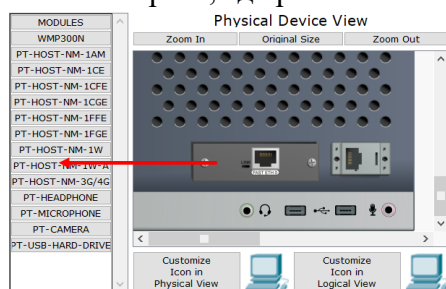 MODULES
WMP300N
PT-HOST-NM-1AM
PT-HOST-NM-1CE
PT-HOST-NM-1CFE
PT-HOST-NM-1CGE
PT-HOST-NM-1FFE
PT-HOST-NM-1FGE
PT-HOST-NM-1W
PT-HOST-NM-1W-A
PT-HOST-NM-3G/4G
PT-HEADPHONE
PT-MICROPHONE
PT-CAMERA
PT-USB-HARD-DRIVE
Physical Device View
Zoom In Original Size Zoom Out
LINK
FAST ETHE
Customize
Icon in
Physical View
Customize
Icon in
Logical View